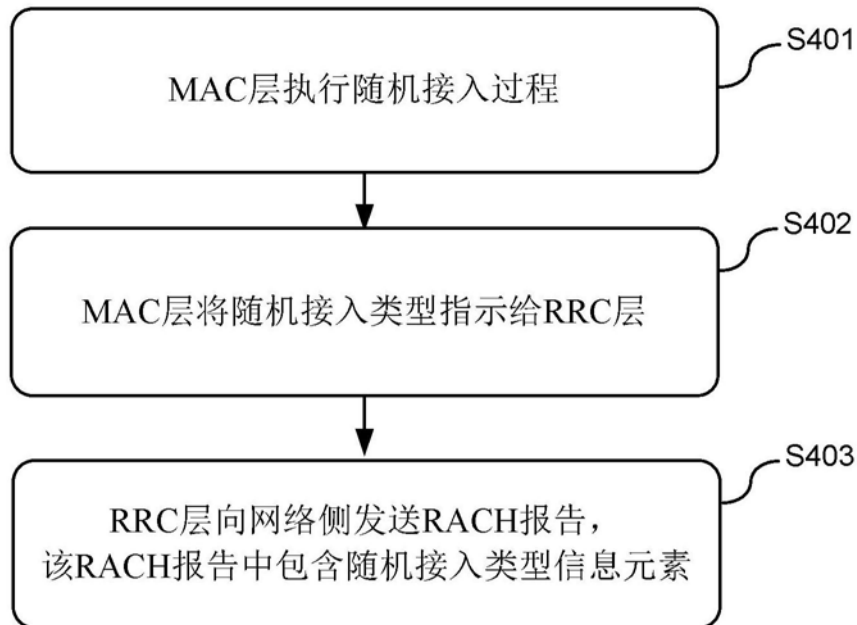 MAC层执行随机接入过程
S401
MAC层将随机接入类型指示给RRC层
S402
RRC层向网络侧发送RACH报告，
该RACH报告中包含随机接入类型信息元素
S403